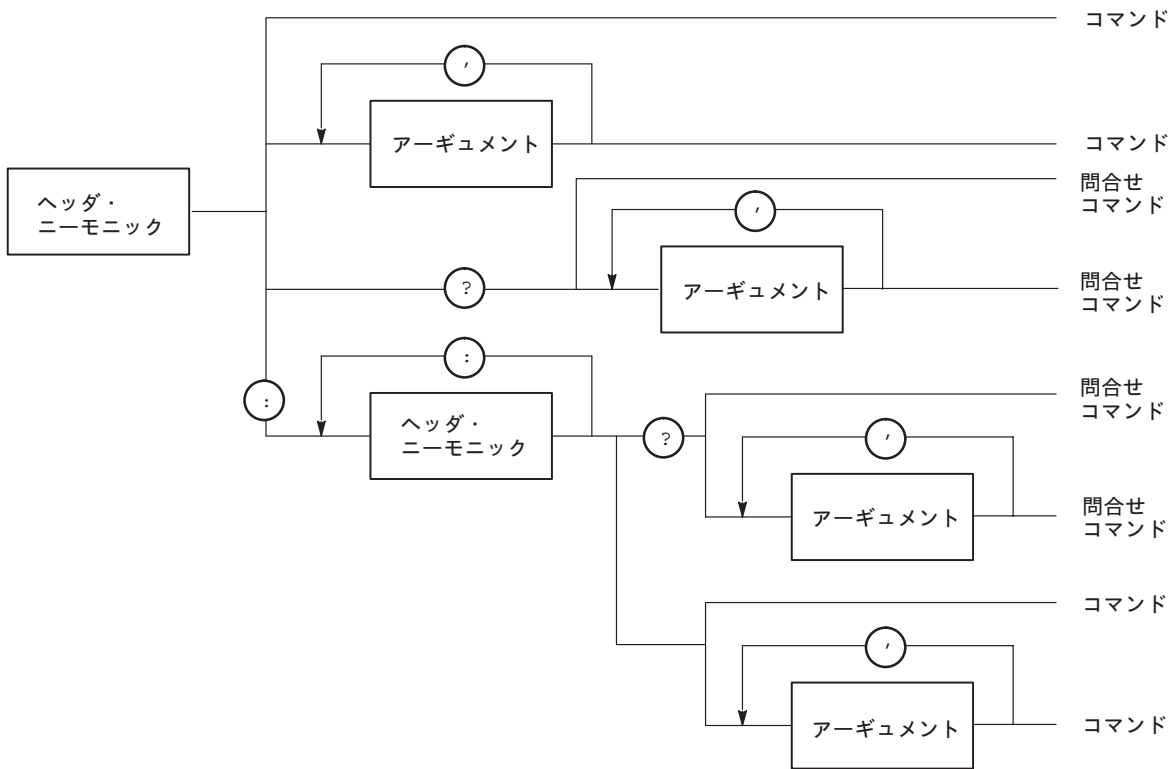 コマンド
,
アーギュメント
コマンド
ヘッダ・
ニーモニック
問合せ
コマンド
,
?
アーギュメント
問合せ
コマンド
:
:
ヘッダ・
ニーモニック
?
問合せ
コマンド
,
アーギュメント
問合せ
コマンド
コマンド
,
アーギュメント
コマンド